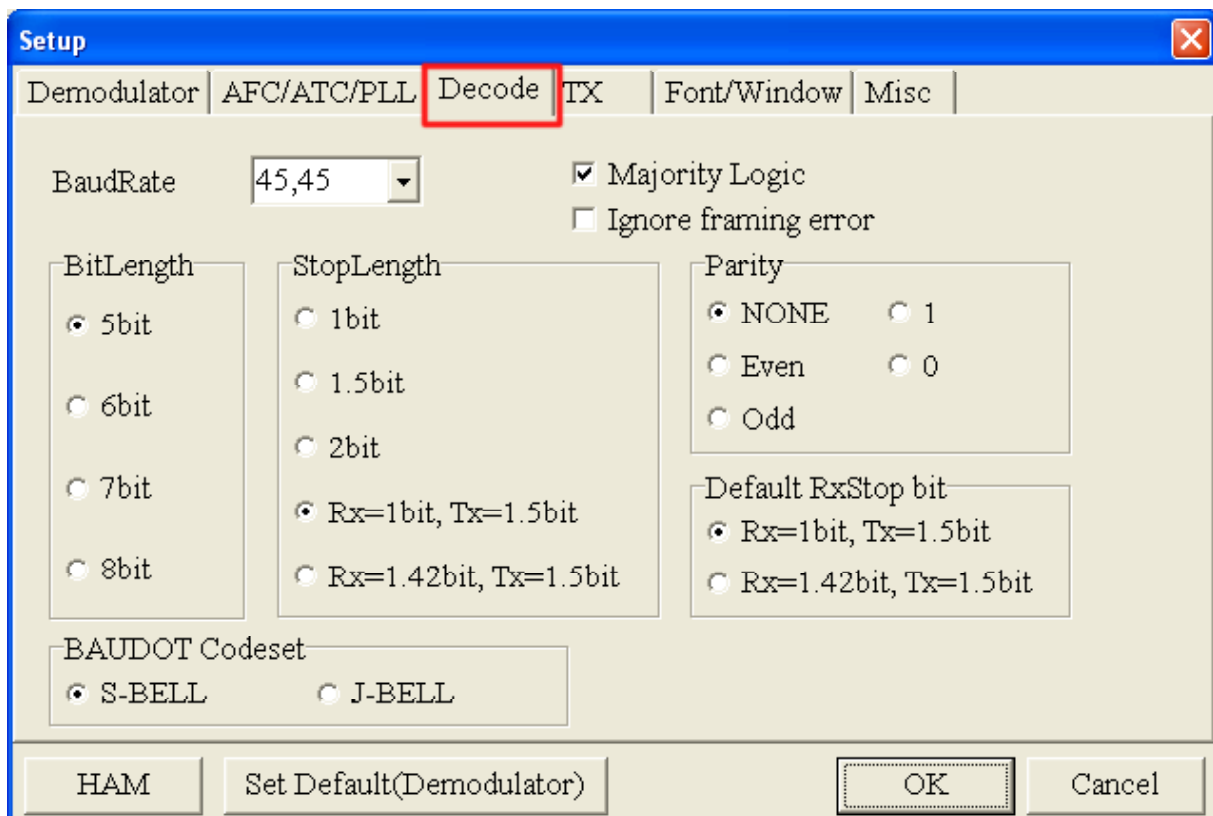 Setup
Demodulator AFC/ATC/PLL Decode TX Font/Window Misc
BaudRate 45,45
Majority Logic
Ignore framing error
BitLength
5bit
6bit
7bit
8bit
StopLength
1bit
1.5bit
2bit
Rx=1bit, Tx=1.5bit
Rx=1.42bit, Tx=1.5bit
Parity
NONE 1
Even 0
Odd
Default RxStop bit
Rx=1bit, Tx=1.5bit
Rx=1.42bit, Tx=1.5bit
BAUDOT Codeset
S-BELL J-BELL
HAM Set Default(Demodulator) OK Cancel